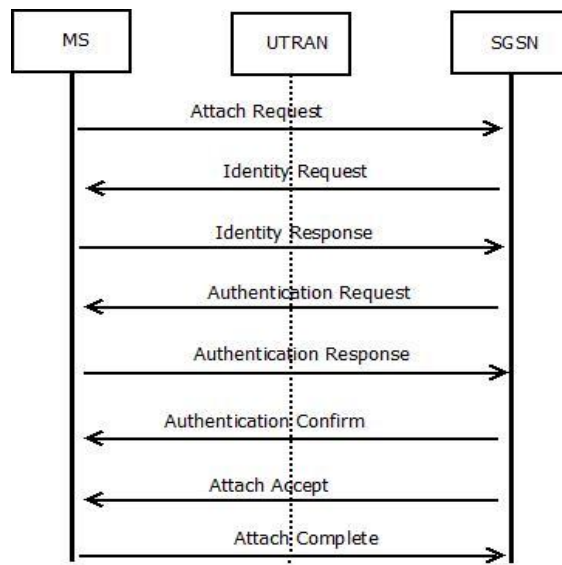 MS
UTRAN
SGSN
Attach Request
Identity Request
Identity Response
Authentication Request
Authentication Response
Authentication Confirm
Attach Accept
Attach Complete